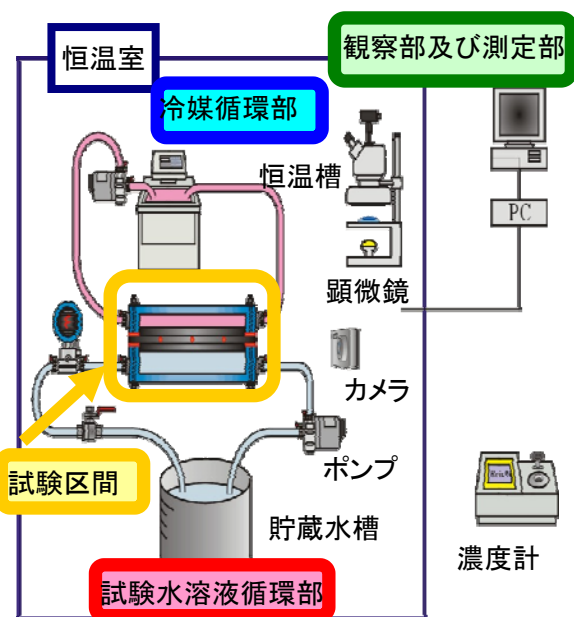 恒温室
観察部及び測定部
冷媒循環部
恒温槽
PC
顕微鏡
カメラ
ポンプ
試験区間
貯蔵水槽
濃度計
試験水溶液循環部